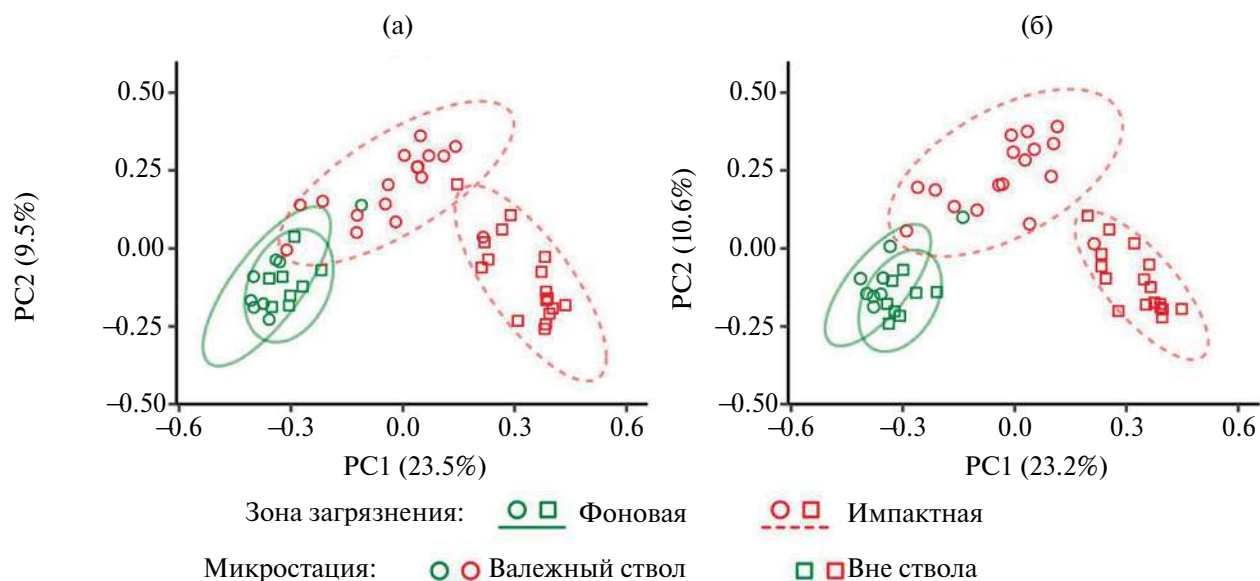 (а) (б)
0.50 0.50
0.25 0.25
0.00 0.00
–0.25 –0.25
–0.50 –0.50
PC2 (9.5%) PC2 (10.6%)
–0.6 –0.3 0.0 0.3 0.6 –0.6 –0.3 0.0 0.3 0.6
PC1 (23.5%) PC1 (23.2%)
Зона загрязнения: Фоновая Импактная
Микростация: Валежный ствол Вне ствола